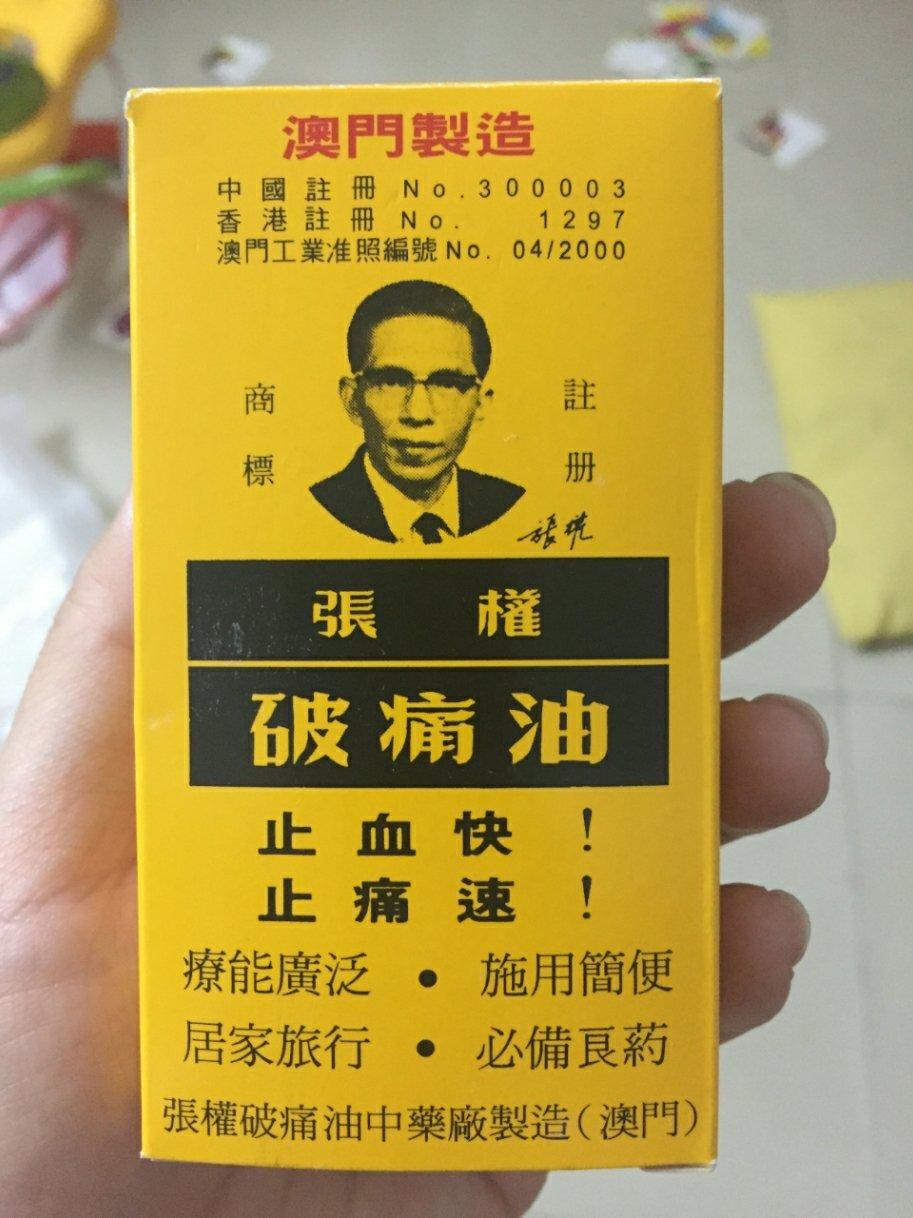 澳門製造
中國註冊 No.300003
香港註冊 No. 1297
澳門工業准照編號 No. 04/2000
商標
註册
張權
張權
破痛油
止血快！
止痛速！
療能廣泛 • 施用簡便
居家旅行 • 必備良葯
張權破痛油中藥廠製造（澳門）